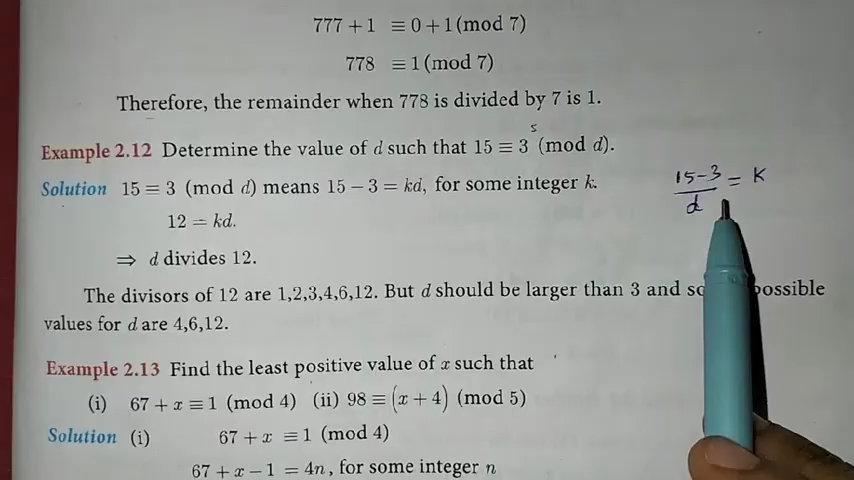 777 + 1 ≡ 0 + 1 (mod 7)
778 ≡ 1 (mod 7)
Therefore, the remainder when 778 is divided by 7 is 1.
Example 2.12 Determine the value of d such that 15 ≡ 3 (mod d).
Solution 15 ≡ 3 (mod d) means 15 − 3 = kd, for some integer k.
15-3/d = K
12 = kd.
⇒ d divides 12.
The divisors of 12 are 1,2,3,4,6,12. But d should be larger than 3 and possible
values for d are 4,6,12.
Example 2.13 Find the least positive value of x such that
(i) 67 + x ≡ 1 (mod 4) (ii) 98 ≡ (x + 4) (mod 5)
Solution (i) 67 + x ≡ 1 (mod 4)
67 + x − 1 = 4n, for some integer n